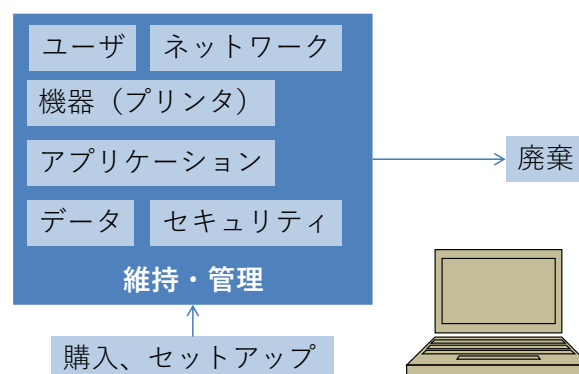 ユーザ ネットワーク
機器（プリンタ）
アプリケーション
廃棄
データ セキュリティ
維持・管理
購入、セットアップ